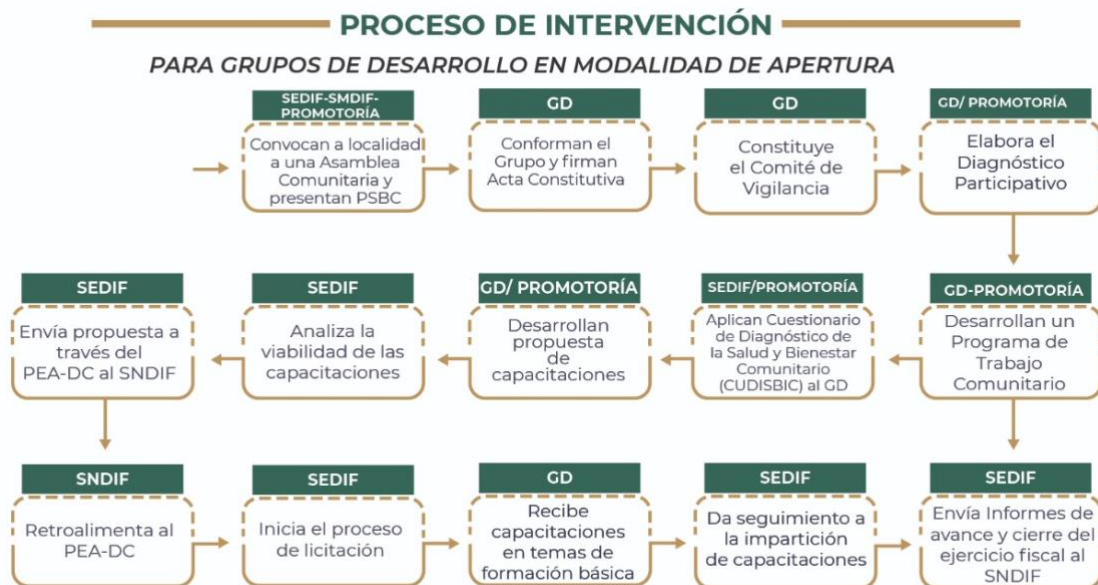 PROCESO DE INTERVENCIÓN
PARA GRUPOS DE DESARROLLO EN MODALIDAD DE APERTURA
SEDIF-SMDIF-
PROMOTORÍA
Convocan a localidad
a una Asamblea
Comunitaria y
presentan PSBC
GD
Conforman el
Grupo y firman
Acta Constitutiva
GD
Constituye
el Comité de
Vigilancia
GD/ PROMOTORÍA
Elabora el
Diagnóstico
Participativo
GD-PROMOTORÍA
Desarrollan un
Programa de
Trabajo
Comunitario
SEDIF/PROMOTORÍA
Aplican Cuestionario
de Diagnóstico de
la Salud y Bienestar
Comunitario
(CUDISBIC) al GD
GD/ PROMOTORÍA
Desarrollan
propuesta
de
capacitaciones
SEDIF
Analiza la
viabilidad de las
capacitaciones
SEDIF
Envía propuesta a
través del
PEA-DC al SNDIF
SNDIF
Retroalimenta al
PEA-DC
SEDIF
Inicia el proceso
de licitación
GD
Recibe
capacitaciones
en temas de
formación básica
SEDIF
Da seguimiento a
la impartición
de capacitaciones
SEDIF
Envía Informes de
avance y cierre del
ejercicio fiscal al
SNDIF